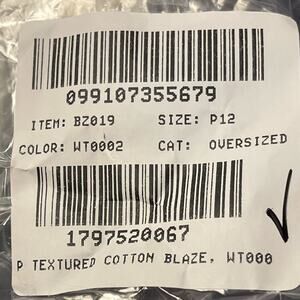 099107355679
ITEM: BZ019 SIZE: P12
COLOR: WT0002 CAT: OVERSIZED
1797520067
P TEXTURED COTTON BLAZE, WT000